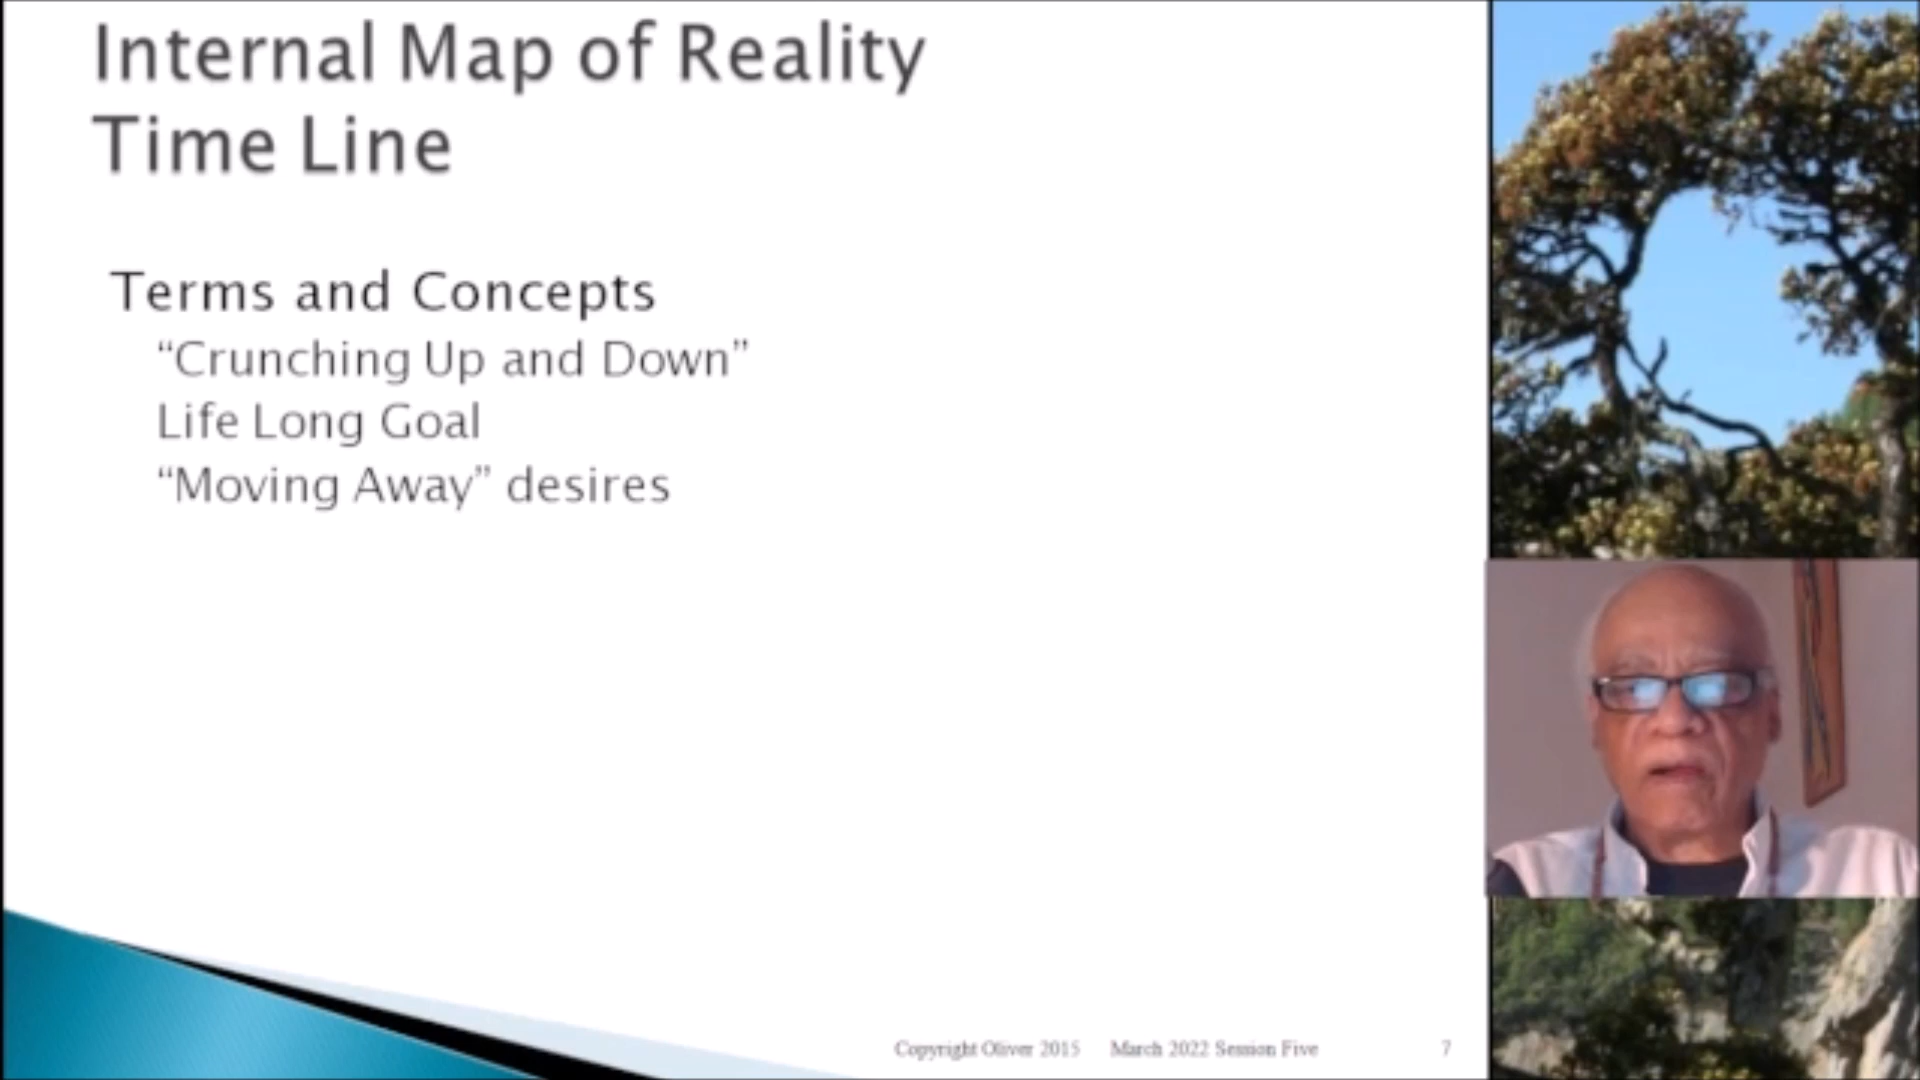 Internal Map of Reality
Time Line
Terms and Concepts
“Crunching Up and Down”
Life Long Goal
“Moving Away” desires
Copyright Oliver 2015 March 2022 Session Five 7